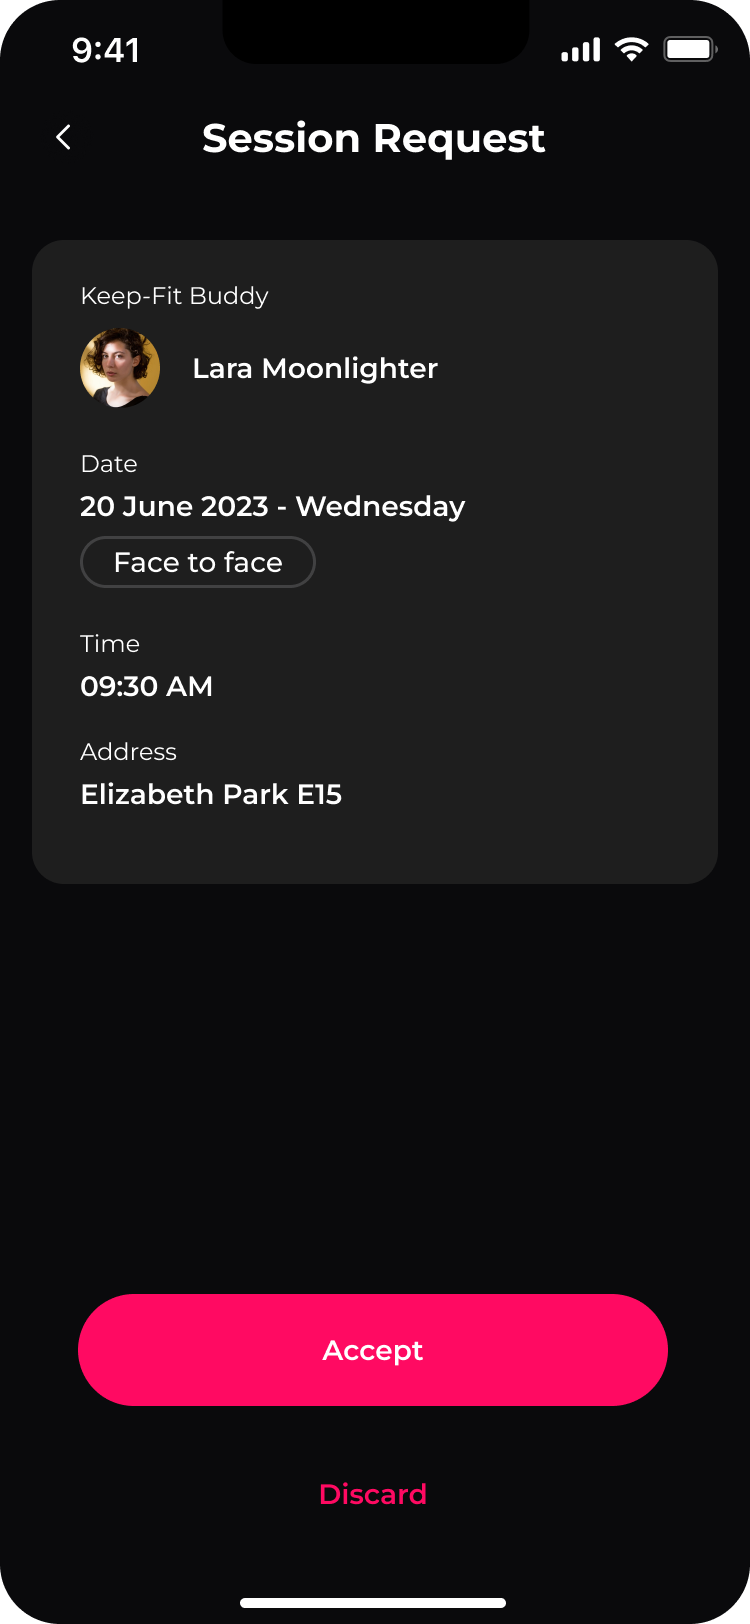 9:41
Session Request
Keep-Fit Buddy
Lara Moonlighter
Date
20 June 2023 - Wednesday
Face to face
Time
09:30 AM
Address
Elizabeth Park E15
Accept
Discard